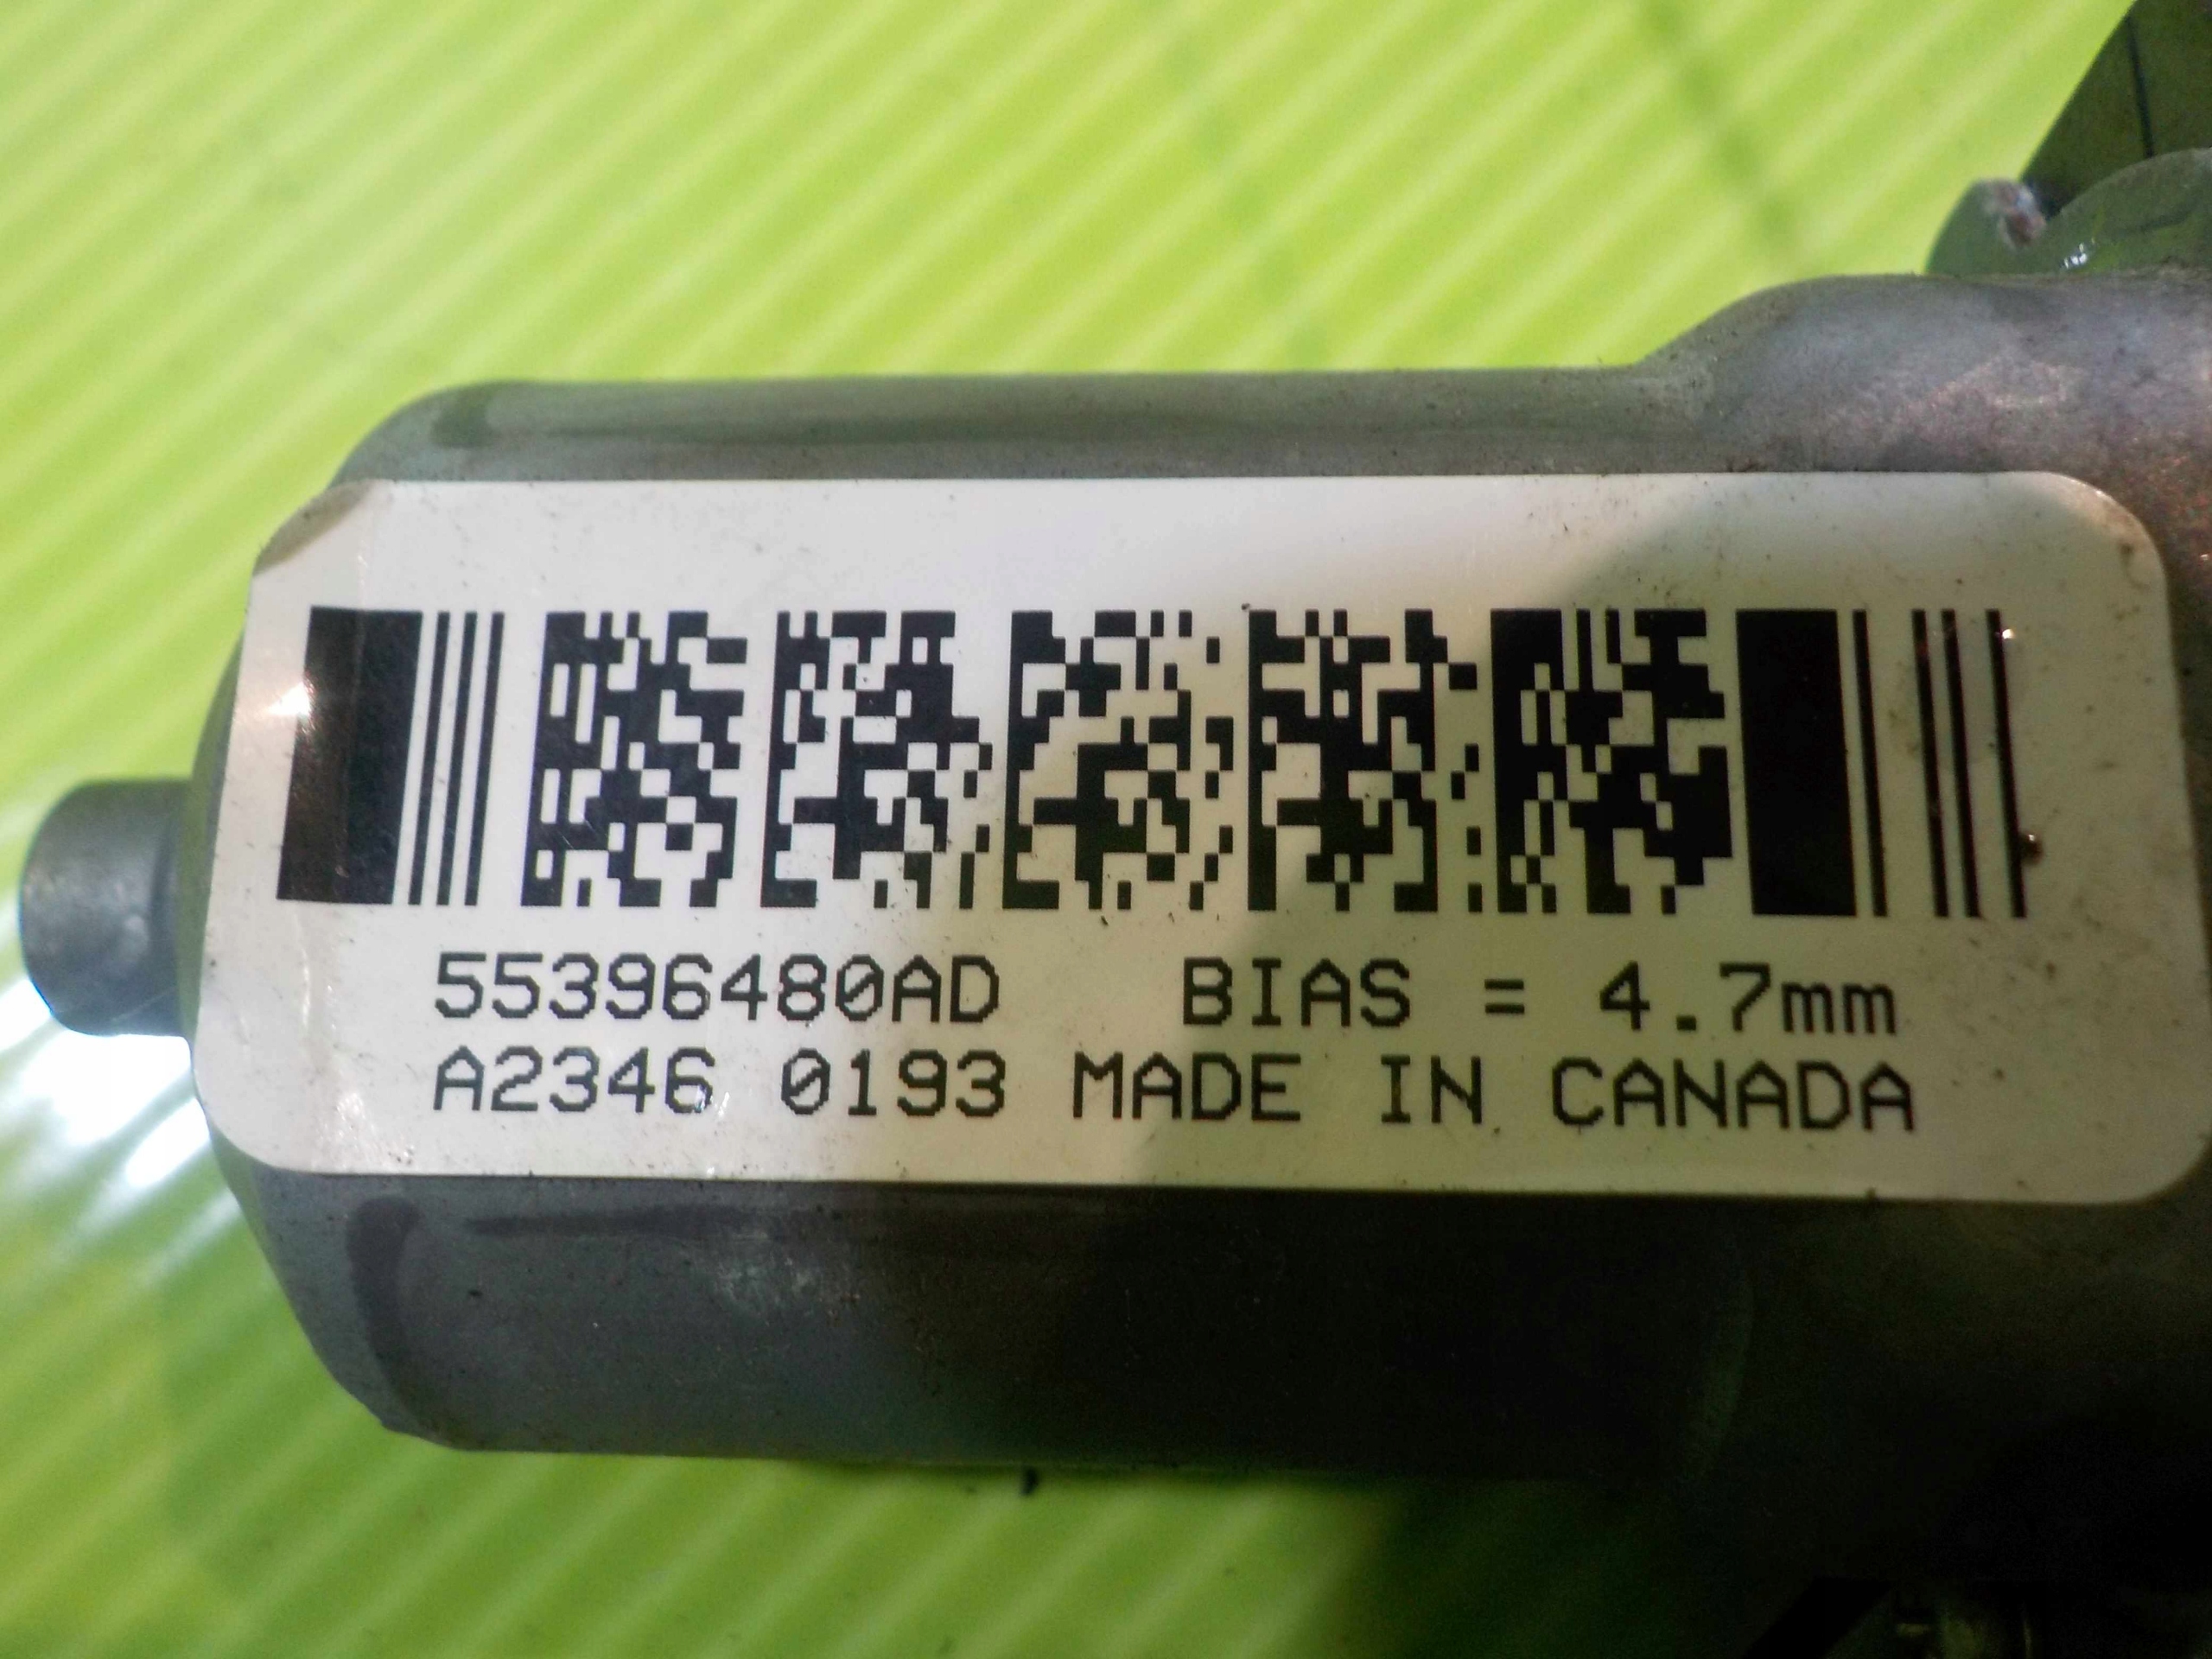 55396480AD BIAS = 4.7mm
A2346 0193 MADE IN CANADA